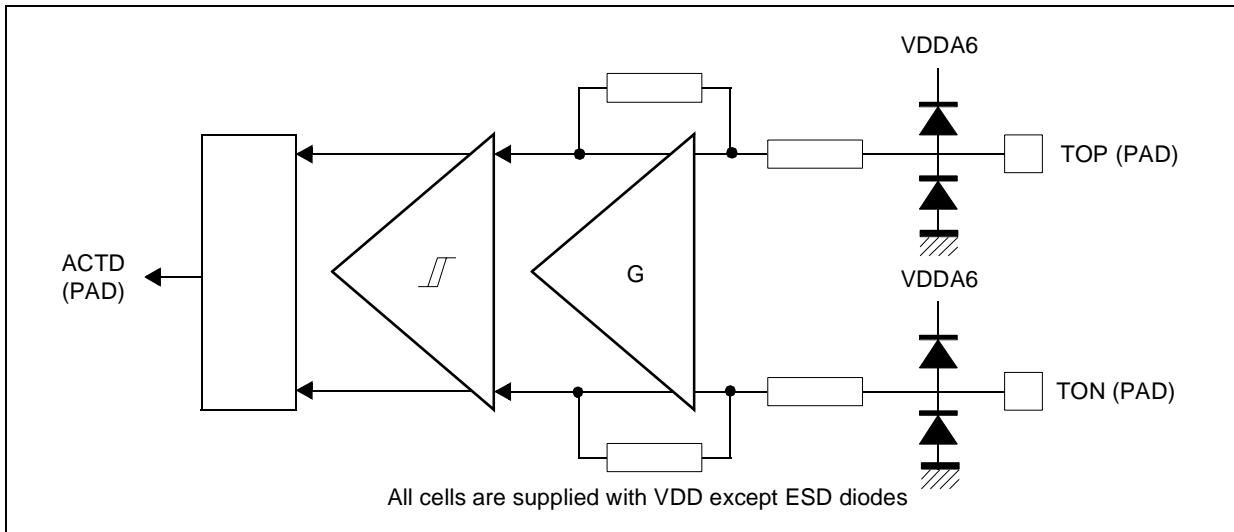 VDDA6
TOP (PAD)
ACTD
(PAD)
G
VDDA6
TON (PAD)
All cells are supplied with VDD except ESD diodes